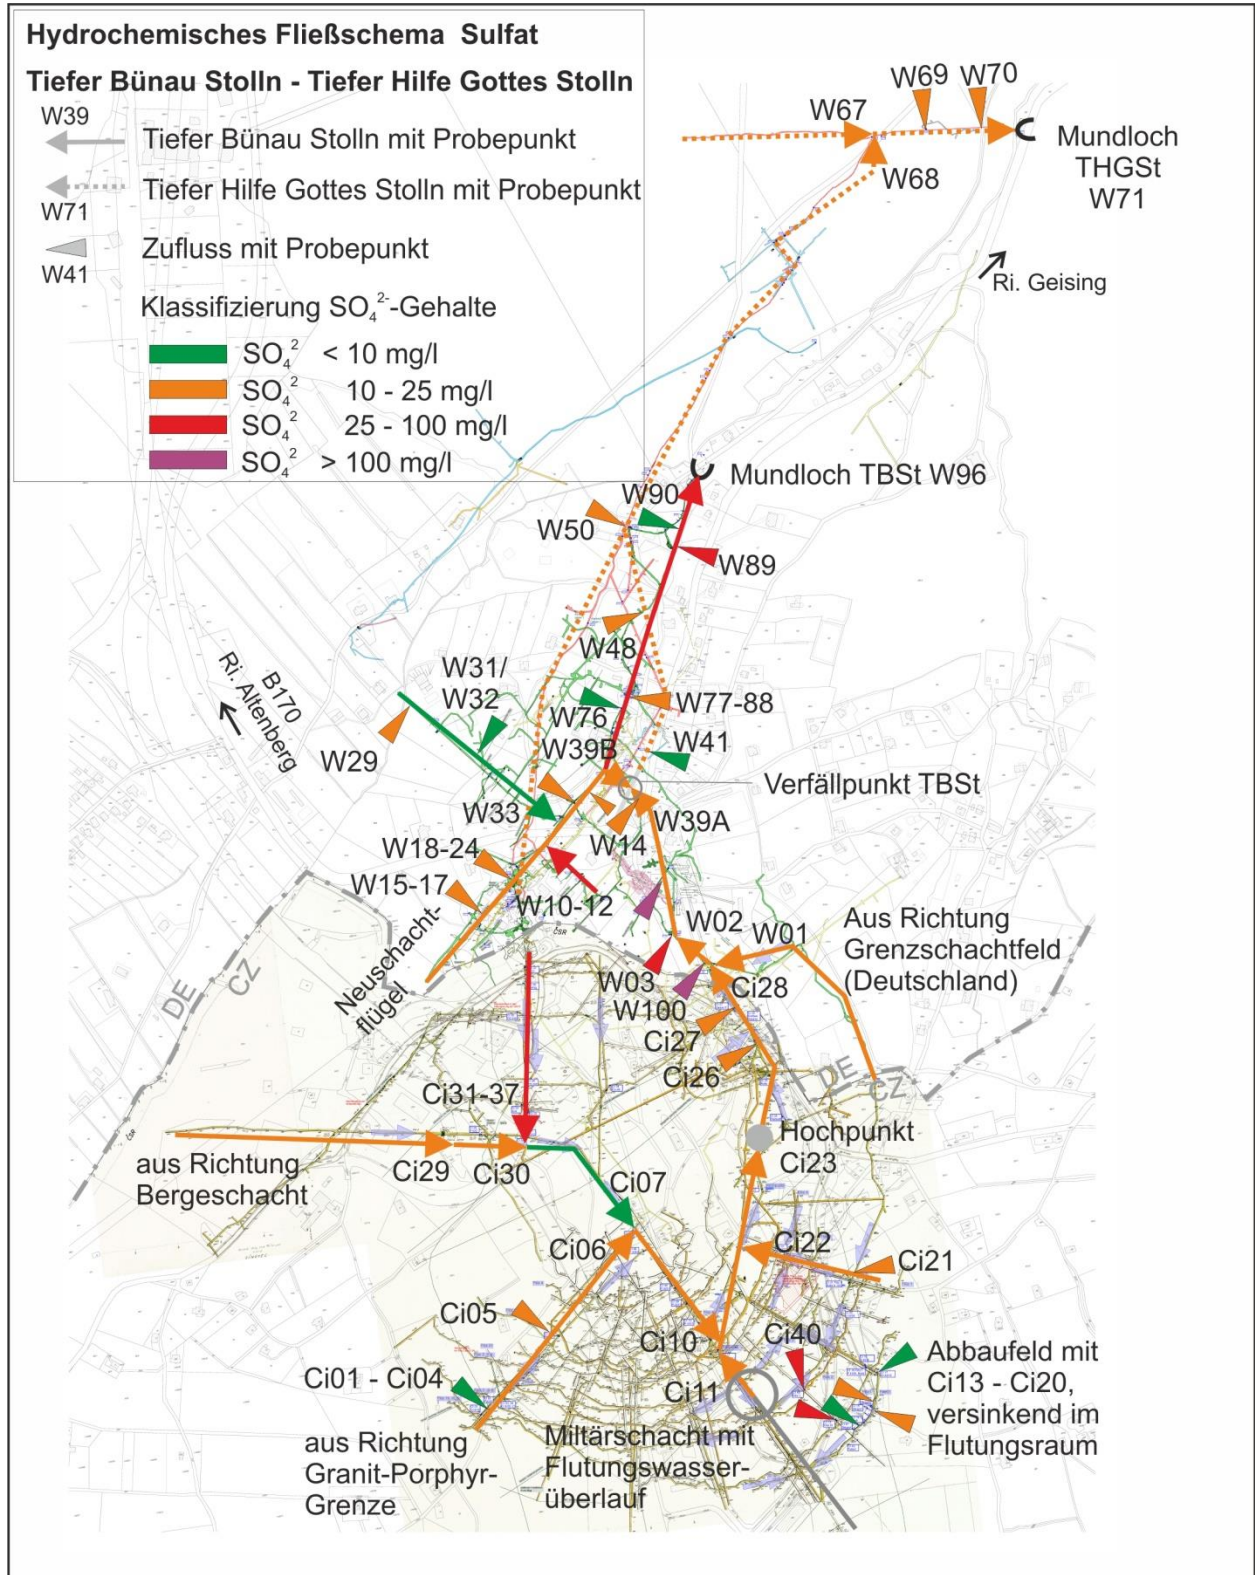 Hydrochemisches Fließschema Sulfat
Tiefer Bünau Stolln - Tiefer Hilfe Gottes Stolln
W39
Tiefer Bünau Stolln mit Probepunkt
Tiefer Hilfe Gottes Stolln mit Probepunkt
W71
Zufluss mit Probepunkt
W41
Klassifizierung SO₄²⁻-Gehalte
SO₄² < 10 mg/l
SO₄² 10 - 25 mg/l
SO₄² 25 - 100 mg/l
SO₄² > 100 mg/l
W69
W70
W67
W68
Mundloch
THGSt
W71
Ri. Geising
Mundloch TBSt W96
W90
W50
W89
W48
W31/
W32
W76
W77-88
W39B
W41
B170
Ri. Altenberg
W29
Verfällpunkt TBSt
W33
W39A
W14
W18-24
W15-17
W10-12
W02
W01
Aus Richtung
Grenzschachtfeld
(Deutschland)
Neuschacht-
flügel
DE
CZ
ČSR
W03
W100
Ci28
Ci27
Ci26
DE
CZ
Ci31-37
ČSR
Hochpunkt
Ci23
aus Richtung
Bergeschacht
Ci29
Ci30
Ci07
Ci06
Ci22
Ci21
Ci05
Ci10
Ci40
Ci01 - Ci04
Ci11
Abbaufeld mit
Ci13 - Ci20,
versinkend im
Flutungsraum
aus Richtung
Granit-Porphyr-
Grenze
Miltärschacht mit
Flutungswasser-
überlauf